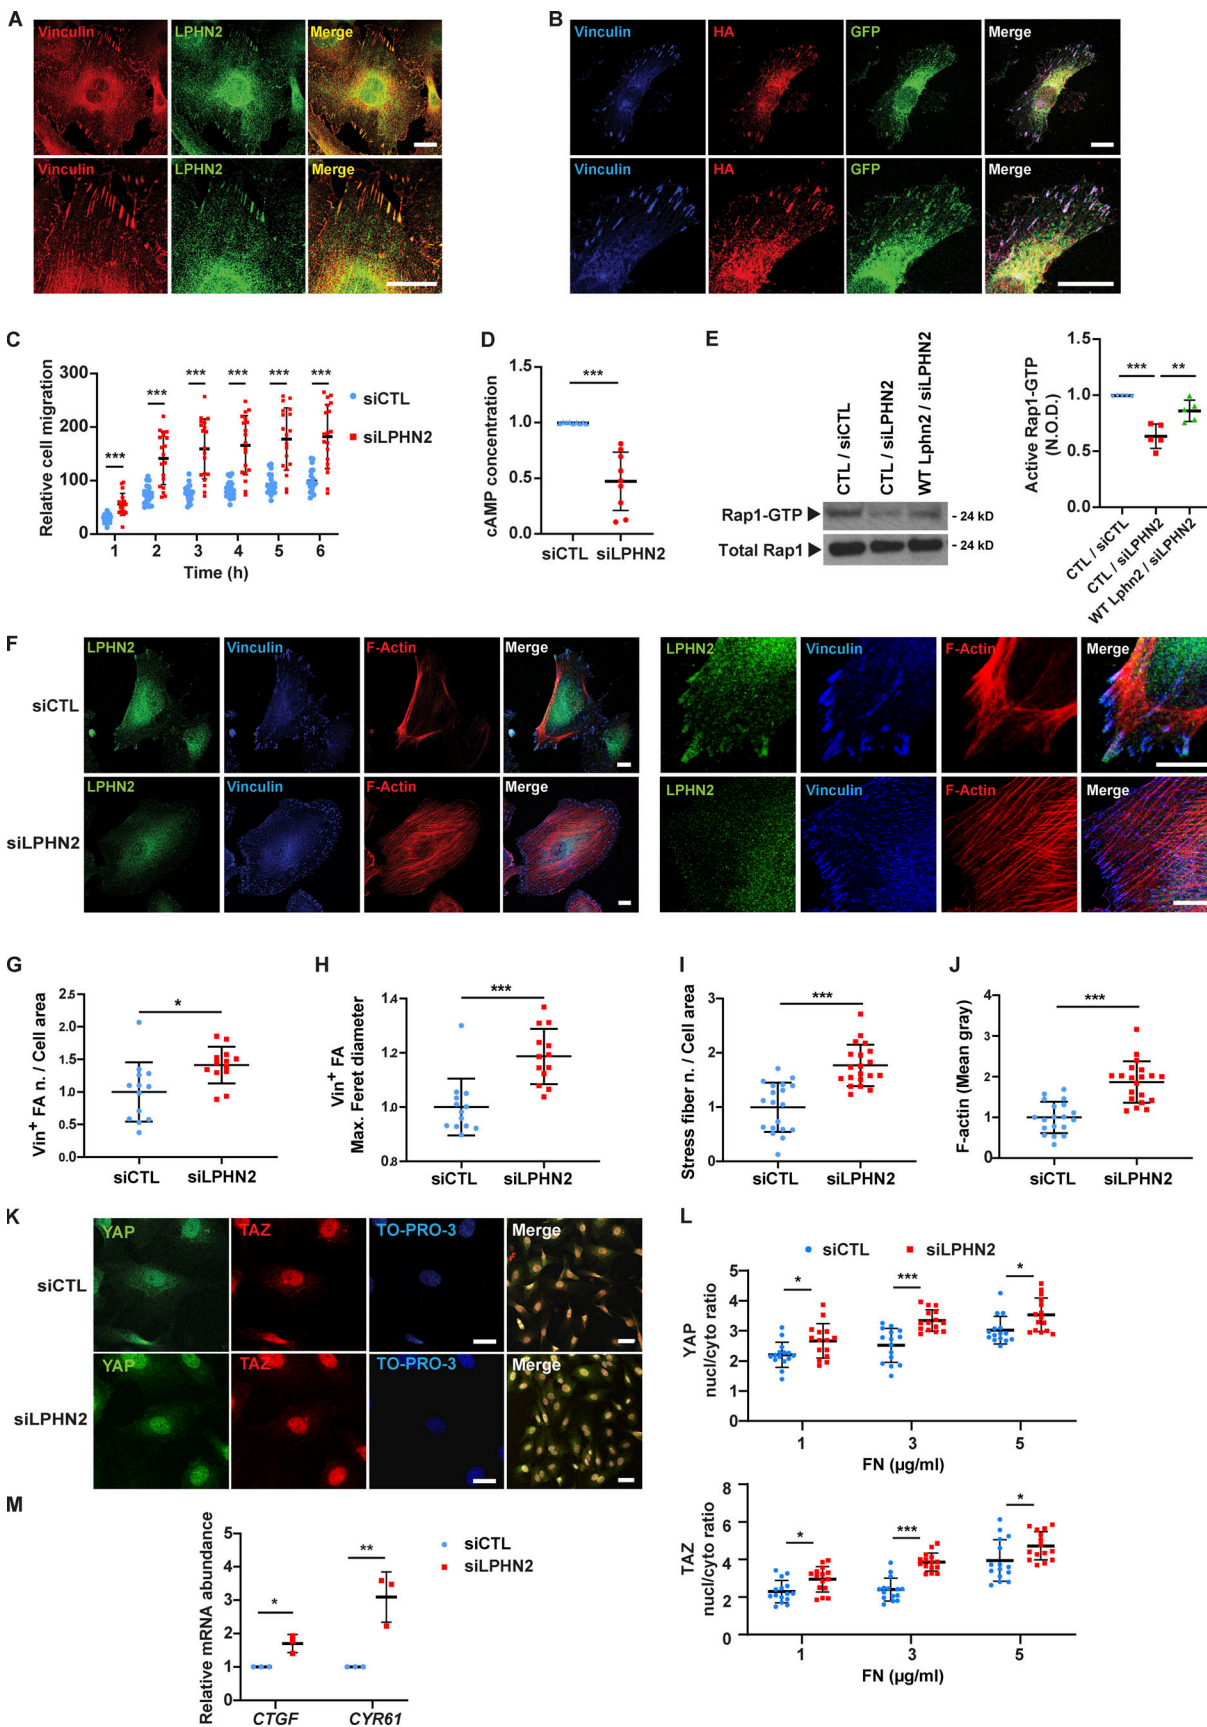 A
Vinculin LPHN2 Merge
Vinculin LPHN2 Merge
B
Vinculin HA GFP Merge
Vinculin HA GFP Merge
C
Relative cell migration
300
200
100
0
*** *** *** *** *** ***
1 2 3 4 5 6
Time (h)
siCTL
siLPHN2
D
cAMP concentration
1.5
1.0
0.5
0.0
***
siCTL siLPHN2
E
CTL / siCTL
CTL / siLPHN2
WT Lphn2 / siLPHN2
Rap1-GTP - 24 kD
Total Rap1 - 24 kD
Active Rap1-GTP
(N.O.D.)
1.5
1.0
0.5
0.0
*** **
CTL / siCTL
CTL / siLPHN2
WT Lphn2 / siLPHN2
F
siCTL
LPHN2 Vinculin F-Actin Merge
LPHN2 Vinculin F-Actin Merge
siLPHN2
LPHN2 Vinculin F-Actin Merge
LPHN2 Vinculin F-Actin Merge
G
Vin+ FA n. / Cell area
2.5
2.0
1.5
1.0
0.5
0.0
*
siCTL siLPHN2
H
Vin+ FA
Max. Feret diameter
1.4
1.2
1.0
0.8
***
siCTL siLPHN2
I
Stress fiber n. / Cell area
3
2
1
0
***
siCTL siLPHN2
J
F-actin (Mean gray)
4
3
2
1
0
***
siCTL siLPHN2
K
siCTL
YAP TAZ TO-PRO-3 Merge
siLPHN2
YAP TAZ TO-PRO-3 Merge
L
siCTL siLPHN2
YAP
nucl/cyto ratio
5
4
3
2
1
0
* *** *
1 3 5
FN (µg/ml)
TAZ
nucl/cyto ratio
8
6
4
2
0
* *** *
1 3 5
FN (µg/ml)
M
Relative mRNA abundance
5
4
3
2
1
0
* **
CTGF CYR61
siCTL
siLPHN2